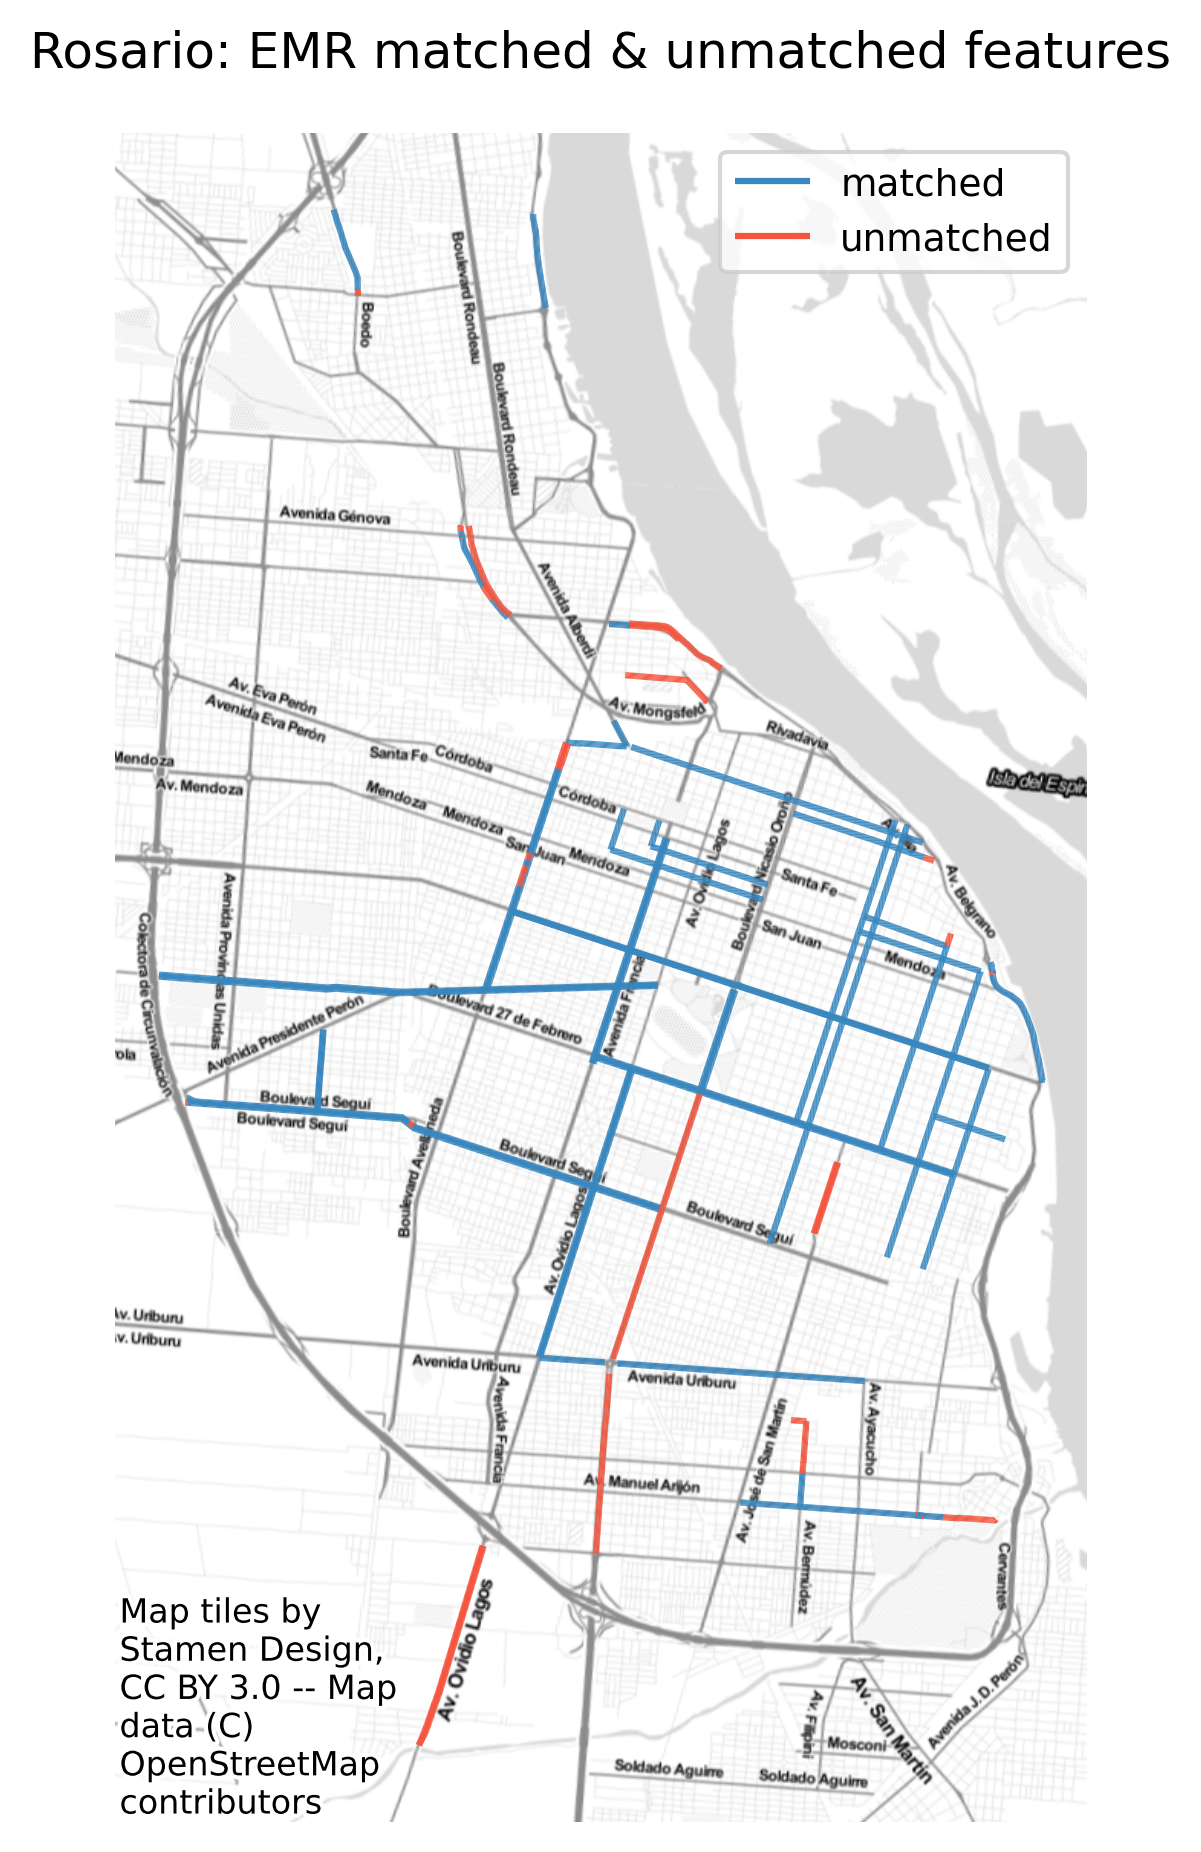 Rosario: EMR matched & unmatched features
matched
unmatched
Boulevard Rondeau
Boedo
Boulevard Rondeau
Avenida Génova
Avenida Alberdi
Av. Eva Perón
Avenida Eva Perón
Av. Mongsfeld
Rivadavia
Santa Fe
Córdoba
Mendoza
Av. Mendoza
Isla del Espin
Mendoza
Mendoza
San Juan
Mendoza
Córdoba
Av. Ovidio Lagos
Boulevard Nicasio Oroño
Santa Fe
Av. Belgrano
San Juan
Mendoza
Avenida Provincias Unidas
Colectora de Circunvalación
Avenida Francia
Boulevard 27 de Febrero
Avenida Presidente Perón
ola
Boulevard Seguí
Boulevard Seguí
Boulevard Avellaneda
Boulevard Seguí
Av. Ovidio Lagos
Boulevard Seguí
Av. Uriburu
Av. Uriburu
Avenida Uriburu
Avenida Uriburu
Avenida Francia
Av. José de San Martín
Av. Ayacucho
Av. Manuel Arijón
Av. Bermúdez
Cervantes
Av. Ovidio Lagos
Map tiles by
Stamen Design,
CC BY 3.0 -- Map
data (C)
OpenStreetMap
contributors
Av. San Martín
Avenida J. D. Perón
Av. Filipini
Mosconi
Soldado Aguirre
Soldado Aguirre